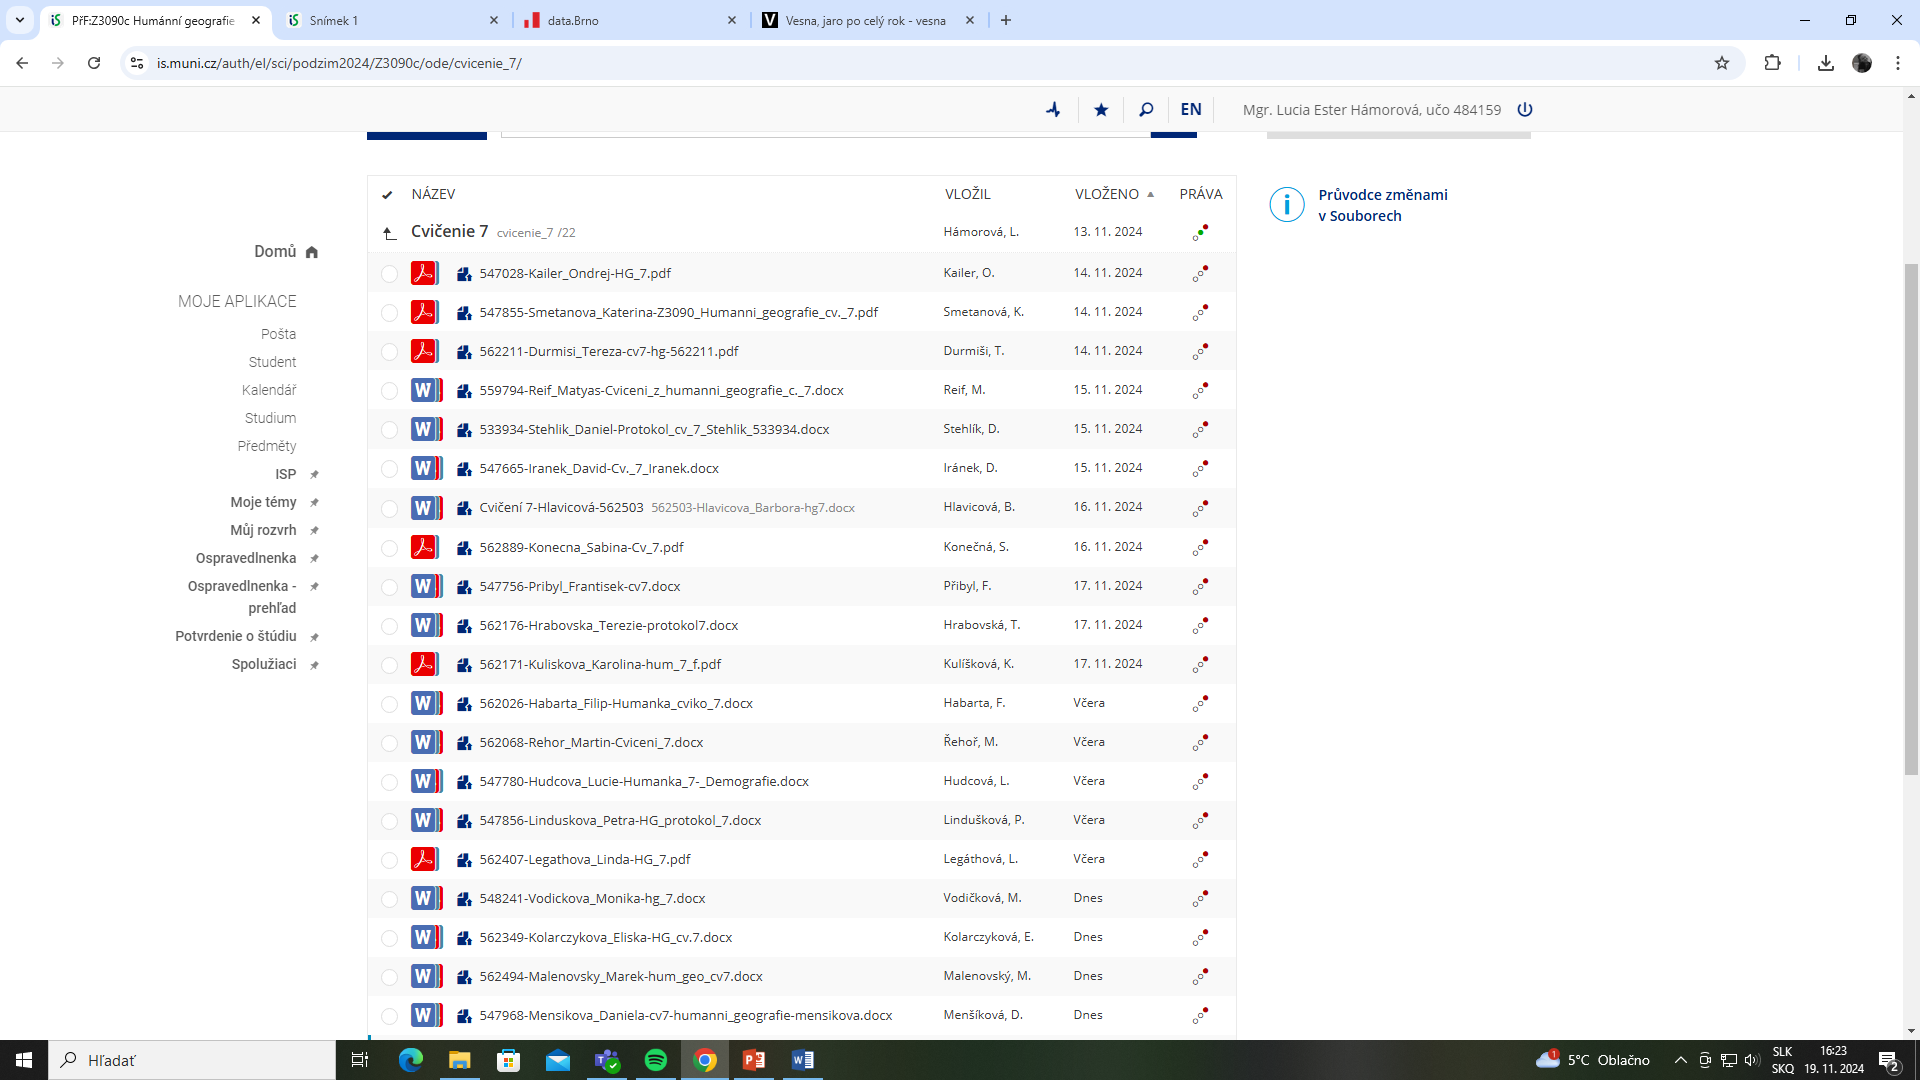 PřF:Z3090c Humánní geografie
Snímek 1
data.Brno
Vesna, jaro po celý rok - vesna
is.muni.cz/auth/el/sci/podzim2024/Z3090c/ode/cvicenie_7/
EN
Mgr. Lucia Ester Hámorová, učo 484159
Domů
MOJE APLIKACE
Pošta
Student
Kalendář
Studium
Předměty
ISP
Moje témy
Můj rozvrh
Ospravedlnenka
Ospravedlnenka -
prehľad
Potvrdenie o štúdiu
Spolužiaci
NÁZEV VLOŽIL VLOŽENO PRÁVA
Cvičenie 7 cvicenie_7 /22 Hámorová, L. 13. 11. 2024
547028-Kailer_Ondrej-HG_7.pdf Kailer, O. 14. 11. 2024
547855-Smetanova_Katerina-Z3090_Humanni_geografie_cv._7.pdf Smetanová, K. 14. 11. 2024
562211-Durmisi_Tereza-cv7-hg-562211.pdf Durmiši, T. 14. 11. 2024
559794-Reif_Matyas-Cviceni_z_humanni_geografie_c._7.docx Reif, M. 15. 11. 2024
533934-Stehlik_Daniel-Protokol_cv_7_Stehlik_533934.docx Stehlík, D. 15. 11. 2024
547665-Iranek_David-Cv._7_Iranek.docx Iránek, D. 15. 11. 2024
Cvičení 7-Hlavicová-562503 562503-Hlavicova_Barbora-hg7.docx Hlavicová, B. 16. 11. 2024
562889-Konecna_Sabina-Cv_7.pdf Konečná, S. 16. 11. 2024
547756-Pribyl_Frantisek-cv7.docx Přibyl, F. 17. 11. 2024
562176-Hrabovska_Terezie-protokol7.docx Hrabovská, T. 17. 11. 2024
562171-Kuliskova_Karolina-hum_7_f.pdf Kulíšková, K. 17. 11. 2024
562026-Habarta_Filip-Humanka_cviko_7.docx Habarta, F. Včera
562068-Rehor_Martin-Cviceni_7.docx Řehoř, M. Včera
547780-Hudcova_Lucie-Humanka_7-_Demografie.docx Hudcová, L. Včera
547856-Linduskova_Petra-HG_protokol_7.docx Lindušková, P. Včera
562407-Legathova_Linda-HG_7.pdf Legáthová, L. Včera
548241-Vodickova_Monika-hg_7.docx Vodičková, M. Dnes
562349-Kolarczykova_Eliska-HG_cv.7.docx Kolarczyková, E. Dnes
562494-Malenovsky_Marek-hum_geo_cv7.docx Malenovský, M. Dnes
547968-Mensikova_Daniela-cv7-humanni_geografie-mensikova.docx Menšíková, D. Dnes
Průvodce změnami
v Souborech
Hľadať
5°C Oblačno
SLK
SKQ
16:23
19. 11. 2024
2